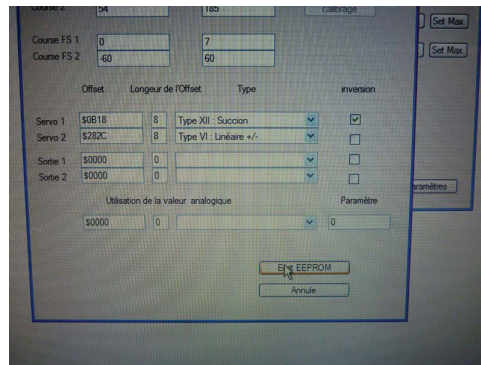 Course 2 54 185 calibrage
Set Max.
Course FS 1 0 7
Course FS 2 -60 60 Set Max.
Offset Longeur de l'Offset Type inversion
Servo 1 $0B18 8 Type XII : Succion
Servo 2 $282C 8 Type VI : Linéaire +/-
Sortie 1 $0000 0
Sortie 2 $0000 0
aramètres
Utilisation de la valeur analogique Paramètre
$0000 0 0
EEPROM
Annule